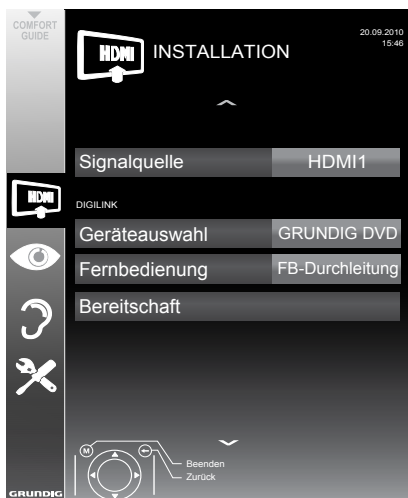 COMFORT
GUIDE
HDMI
INSTALLATION
20.09.2010
15:46
Signalquelle HDMI1
HDMI
DIGILINK
Geräteauswahl GRUNDIG DVD
Fernbedienung FB-Durchleitung
Bereitschaft
M
Beenden
Zurück
GRUNDIG